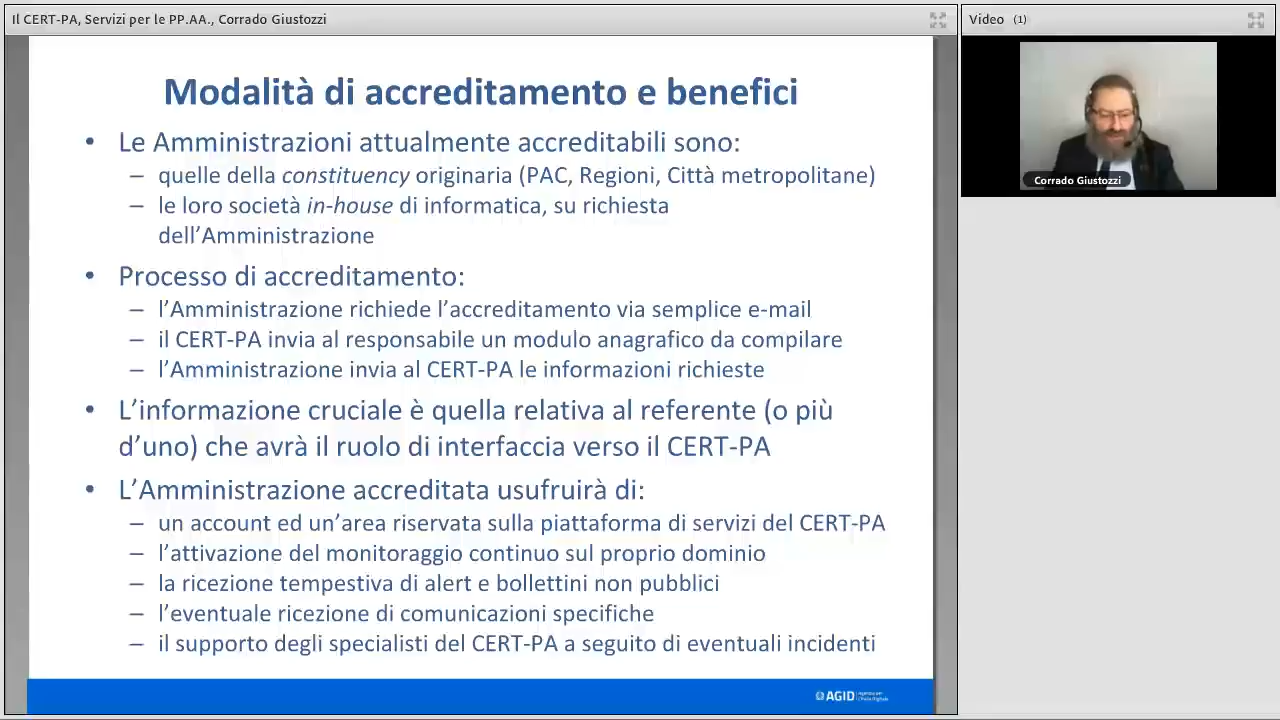 Il CERT-PA, Servizi per le PP.AA., Corrado Giustozzi
Modalità di accreditamento e benefici
• Le Amministrazioni attualmente accreditabili sono:
– quelle della constituency originaria (PAC, Regioni, Città metropolitane)
– le loro società in-house di informatica, su richiesta
dell’Amministrazione
• Processo di accreditamento:
– l’Amministrazione richiede l’accreditamento via semplice e-mail
– il CERT-PA invia al responsabile un modulo anagrafico da compilare
– l’Amministrazione invia al CERT-PA le informazioni richieste
• L’informazione cruciale è quella relativa al referente (o più
d’uno) che avrà il ruolo di interfaccia verso il CERT-PA
• L’Amministrazione accreditata usufruirà di:
– un account ed un’area riservata sulla piattaforma di servizi del CERT-PA
– l’attivazione del monitoraggio continuo sul proprio dominio
– la ricezione tempestiva di alert e bollettini non pubblici
– l’eventuale ricezione di comunicazioni specifiche
– il supporto degli specialisti del CERT-PA a seguito di eventuali incidenti
AGID
Agenzia per
l’Italia Digitale
Video (1)
Corrado Giustozzi